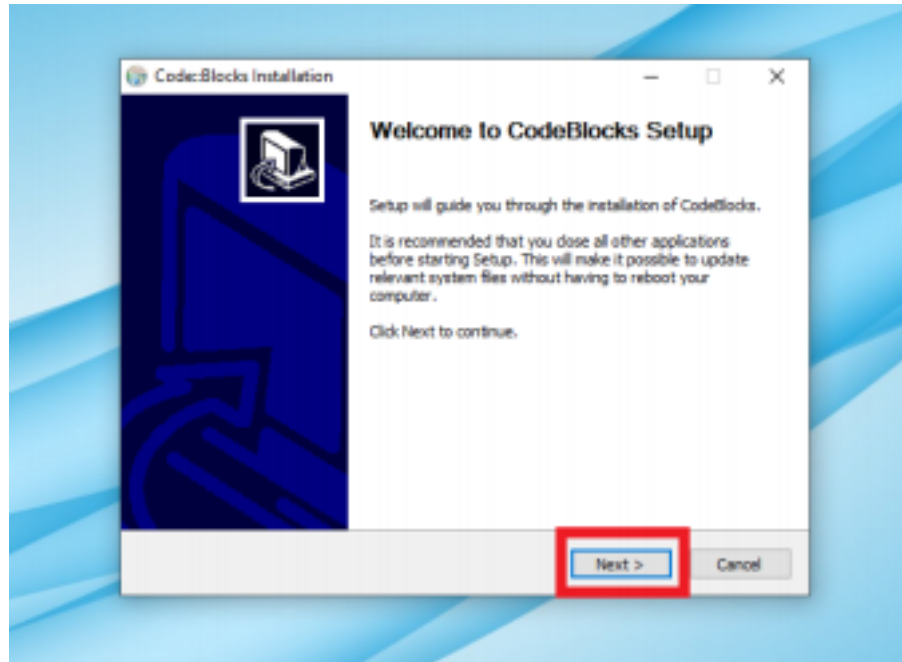 Code::Blocks Installation
Welcome to CodeBlocks Setup
Setup will guide you through the installation of CodeBlocks.
It is recommended that you close all other applications
before starting Setup. This will make it possible to update
relevant system files without having to reboot your
computer.
Click Next to continue.
Next >
Cancel